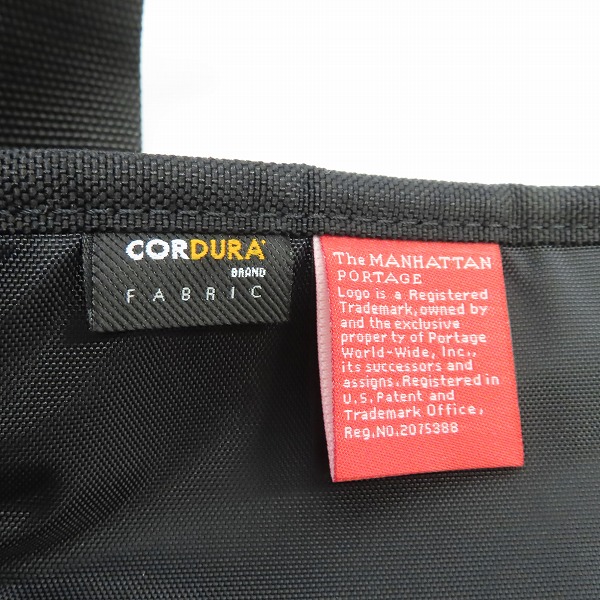 CORDURA
BRAND
FABRIC
The MANHATTAN
PORTAGE
Logo is a Registered
Trademark,owned by
and the exclusive
property of Portage
World-Wide, Inc.,
its successors and
assigns.Registered in
U.S. Patent and
Trademark Office,
Reg.NO.2075388